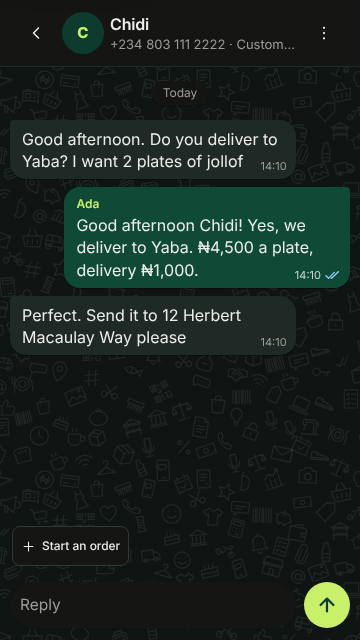 C
Chidi
+234 803 111 2222 · Custom...
Today
Good afternoon. Do you deliver to
Yaba? I want 2 plates of jollof
14:10
Ada
Good afternoon Chidi! Yes, we
deliver to Yaba. ₦4,500 a plate,
delivery ₦1,000.
14:10
Perfect. Send it to 12 Herbert
Macaulay Way please
14:10
+ Start an order
Reply